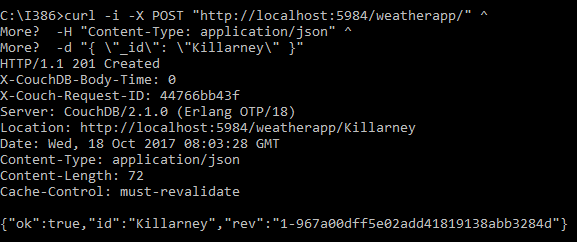 C:\I386>curl -i -X POST "http://localhost:5984/weatherapp/" ^
More?  -H "Content-Type: application/json" ^
More?  -d "{ \"_id\": \"Killarney\" }"
HTTP/1.1 201 Created
X-CouchDB-Body-Time: 0
X-Couch-Request-ID: 44766bb43f
Server: CouchDB/2.1.0 (Erlang OTP/18)
Location: http://localhost:5984/weatherapp/Killarney
Date: Wed, 18 Oct 2017 08:03:28 GMT
Content-Type: application/json
Content-Length: 72
Cache-Control: must-revalidate
{"ok":true,"id":"Killarney","rev":"1-967a00dff5e02add41819138abb3284d"}